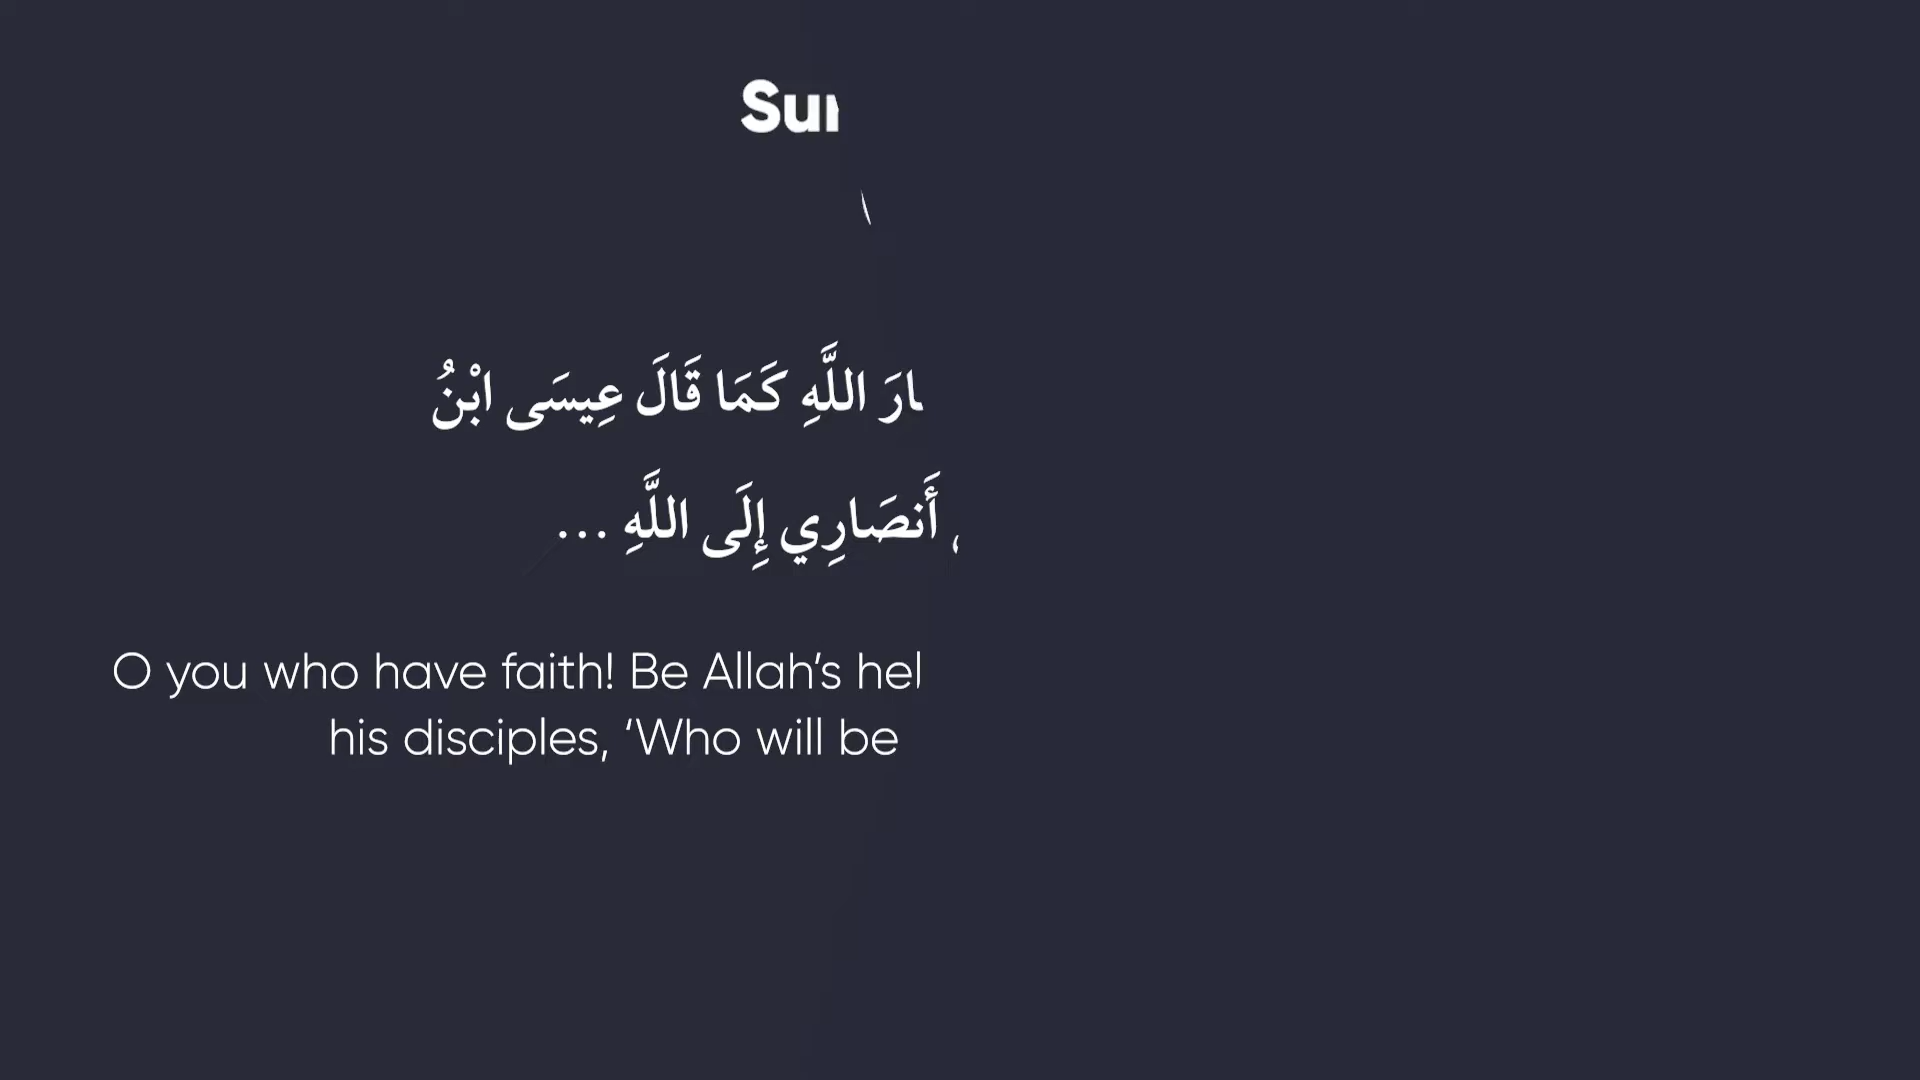 Sur
ارَ اللَّهِ كَمَا قَالَ عِيسَى ابْنُ
أَنصَارِي إِلَى اللَّهِ ...
O you who have faith! Be Allah’s hel
his disciples, ‘Who will be